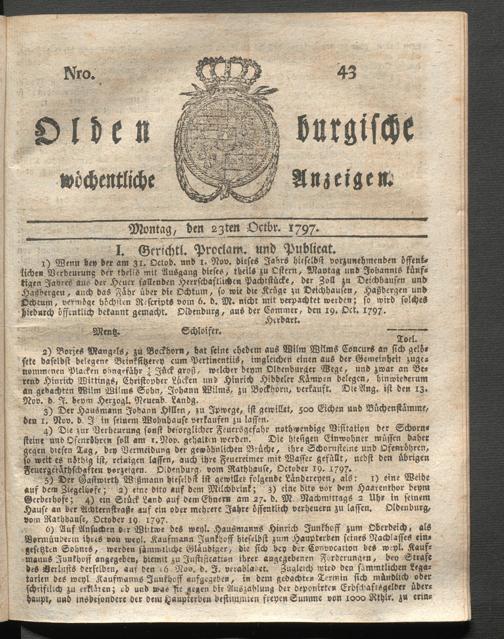 Nro. 43
Oldenburgische
wöchentliche Anzeigen.
Montag, den 23ten Octbr. 1797.
I. Gerichtl. Proclam. und Publicat.
1) Wenn bey der am 31. Octob. und 1. Nov. dieses Jahrs hieselbst vorzunehmenden öffent-
lichen Verheurung der theils mit Ausgang dieses, theils zu Ostern, Maytag und Johannis künf-
tigen Jahres aus der Heuer fallenden Herrschaftlichen Pachtstücke, der Zoll zu Deichhausen und
Hasbergen, auch das Fähr über die Ochtum, so wie die Krüge zu Deichhausen, Hasbergen und
Ochtum, vermöge höchsten Rescripts vom 6. d. M. nicht mit verpachtet werden; so wird solches
hiedurch öffentlich bekannt gemacht. Oldenburg, aus der Cammer, den 19. Oct. 1797.
Herbart.
Mentz. Schloifer.
Torl.
2) Borjes Mangels, zu Bockhorn, hat seine ehedem aus Wilm Wilms Concurs an sich gelö-
sete daselbst belegene Brinksitzerey cum Pertinentiis, imgleichen einen aus der Gemeinheit zuge-
nommenen Placken ohngefähr Jück groß, welcher beym Oldenburger Wege, und zwar an Be-
rend Hinrich Wittings, Christopher Lücken und Hinrich Hiddeler Kämpen belegen, hinwiederum
an gedachten Wilm Wilms Sohn, Johann Wilms, zu Bockhorn, verkauft. Die Ang. ist den 13.
Nov. d. J. beym Herzogl. Neuenb. Landg.
3) Der Hausmann Johann Hillen, zu Ipwege, ist gewillet, 500 Eichen und Büchenstämme,
den 1. Nov. d. J. in seinem Wohnhause verkaufen zu lassen.
4) Die zur Verhehrung sonst besorglicher Feuersgefahr nothwendige Visitation der Schorn-
steine und Ofenröhren soll am 1. Nov. gehalten werden. Die hiesigen Einwohner müssen daher
gegen diesen Tag, bey Vermeidung der gewöhnlichen Brüche, ihre Schornsteine und Ofenröhren,
so weit es nöthig ist, reinigen lassen, auch ihre Feuereimer mit Wasser gefüllt, nebst den übrigen
Feuergeräthschaften vorzeigen. Oldenburg. vom Rathhause, October 19. 1797.
5) Der Gastwirth Wißmann hieselbst ist gewillet folgende Ländereyen, als: 1) eine Weide
auf dem Ziegelhofe; 2) eine dito auf dem Milchbrink; 3) eine dito vor dem Haarenthor beym
Gerberhofe; 4) ein Stück Land auf dem Ehnern am 27. d. M. Nachmittags 2 Uhr in seinem
Hause an der Achternstraße auf ein oder mehrere Jahre öffentlich verheuern zu lassen. Oldenburg,
vom Rathhause, October 19. 1797.
6) Auf Ansuchen der Witwe des weyl. Hausmanns Hinrich Junkhoff zum Oberdeich, als
Vormünderin ihres von weyl. Kaufmann Junkhoff hieselbst zum Haupterben seines Nachlasses ein-
gesetzten Sohnes, werden sämmtliche Gläubiger, die sich bey der Convocation des weyl. Kauf-
manns Junkhoff angegeben, hiemit zu Justification ihrer angegebenen Forderungen, bey Strafe
des Verlusts derselben, auf den 16. Nov. d. J. verabladet. Zugleich wird den sämmtlichen Lega-
tarien des weyl. Kaufmanns Junkhoff aufgegeben, in dem gedachten Termin sich mündlich oder
schriftlich zu erklären; ob und was sie gegen die Auszahlung der deponirten Erbschaftsgelder über-
haupt, und insbesondere der dem Haupterben bestimmten freyen Summe von 1000 Rthlr. zu erin-